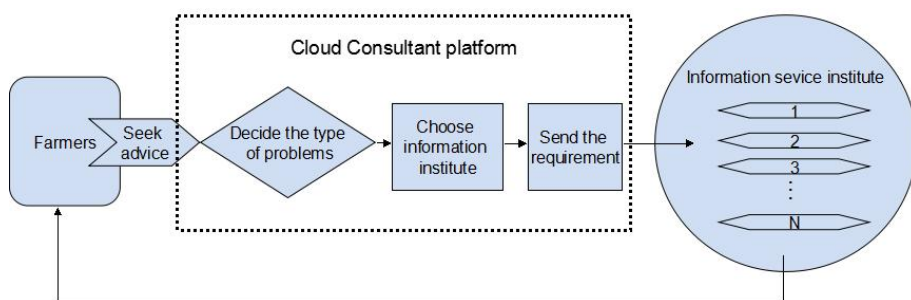 Cloud Consultant platform
Farmers
Seek
advice
Decide the type
of problems
Choose
information
institute
Send the
requirement
Information sevice institute
1
2
3
⋮
N